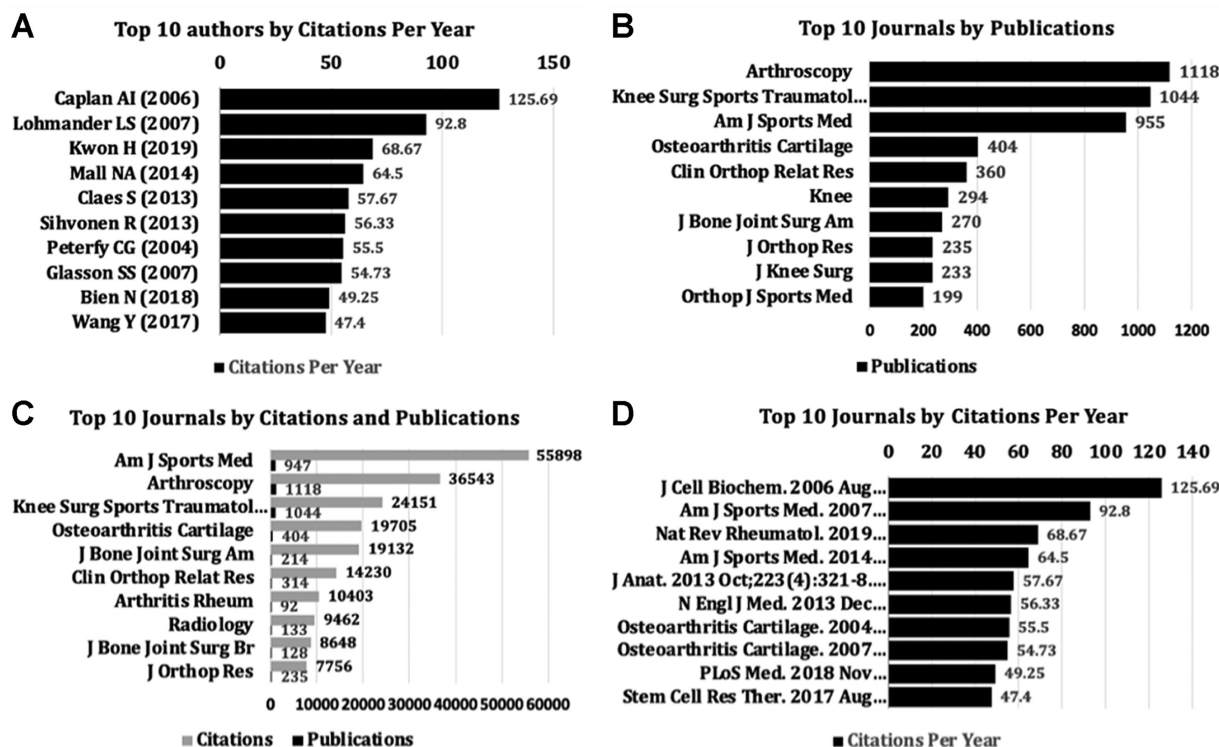 A
Top 10 authors by Citations Per Year
0 50 100 150
Caplan AI (2006) 125.69
Lohmander LS (2007) 92.8
Kwon H (2019) 68.67
Mall NA (2014) 64.5
Claes S (2013) 57.67
Sihvonen R (2013) 56.33
Peterfy CG (2004) 55.5
Glasson SS (2007) 54.73
Bien N (2018) 49.25
Wang Y (2017) 47.4
Citations Per Year
B
Top 10 Journals by Publications
Arthroscopy 1118
Knee Surg Sports Traumatol... 1044
Am J Sports Med 955
Osteoarthritis Cartilage 404
Clin Orthop Relat Res 360
Knee 294
J Bone Joint Surg Am 270
J Orthop Res 235
J Knee Surg 233
Orthop J Sports Med 199
0 200 400 600 800 1000 1200
Publications
C
Top 10 Journals by Citations and Publications
Am J Sports Med 55898
947
Arthroscopy 36543
1118
Knee Surg Sports Traumatol... 24151
1044
Osteoarthritis Cartilage 19705
404
J Bone Joint Surg Am 19132
214
Clin Orthop Relat Res 14230
314
Arthritis Rheum 10403
92
Radiology 9462
133
J Bone Joint Surg Br 8648
128
J Orthop Res 7756
235
0 10000 20000 30000 40000 50000 60000
Citations Publications
D
Top 10 Journals by Citations Per Year
0 20 40 60 80 100 120 140
J Cell Biochem. 2006 Aug... 125.69
Am J Sports Med. 2007... 92.8
Nat Rev Rheumatol. 2019... 68.67
Am J Sports Med. 2014... 64.5
J Anat. 2013 Oct;223(4):321-8.... 57.67
N Engl J Med. 2013 Dec... 56.33
Osteoarthritis Cartilage. 2004... 55.5
Osteoarthritis Cartilage. 2007... 54.73
PLoS Med. 2018 Nov... 49.25
Stem Cell Res Ther. 2017 Aug... 47.4
Citations Per Year